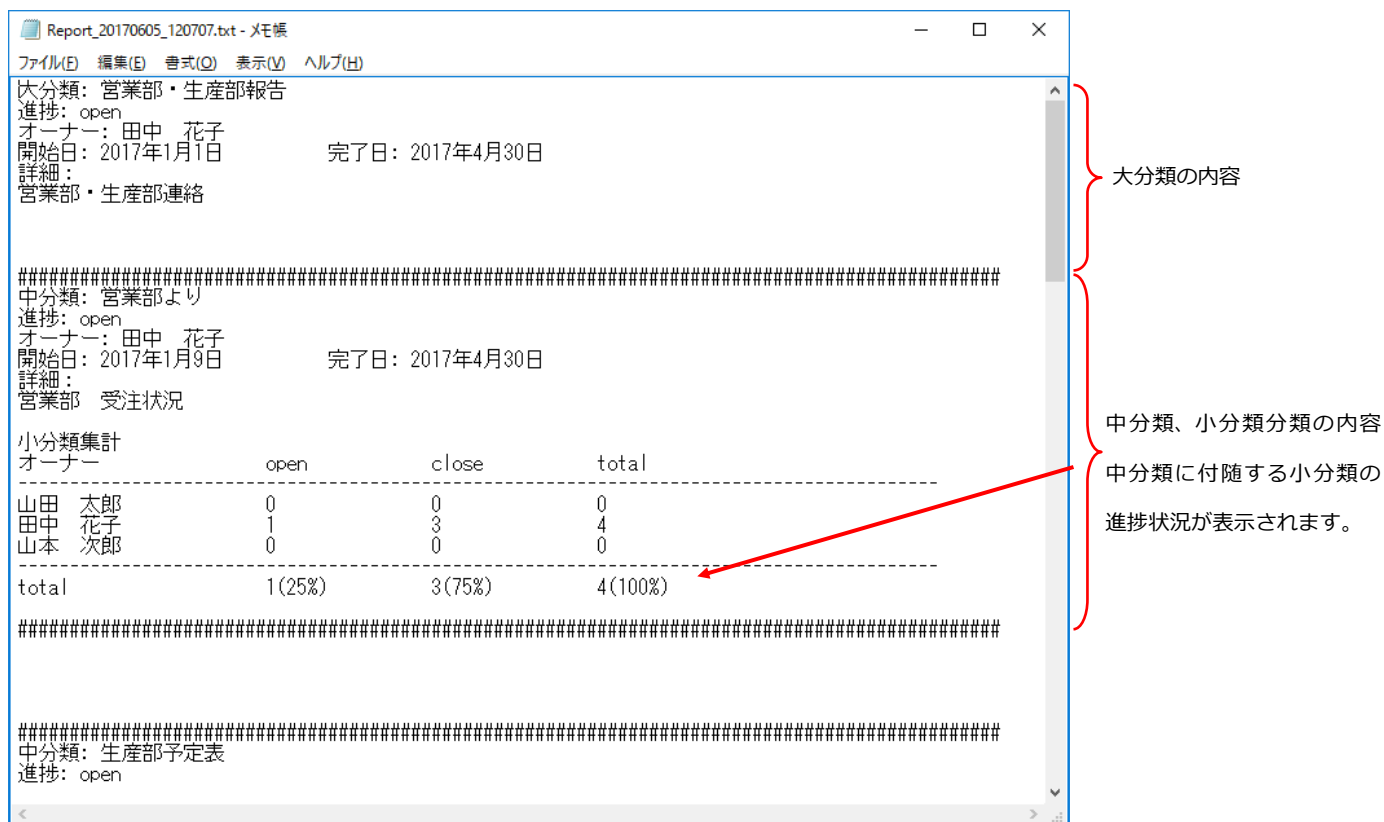 Report_20170605_120707.txt - メモ帳
ファイル(F) 編集(E) 書式(O) 表示(V) ヘルプ(H)
大分類: 営業部・生産部報告
進捗: open
オーナー: 田中　花子
開始日: 2017年1月1日 完了日: 2017年4月30日
詳細:
営業部・生産部連絡
大分類の内容
###############################################################################################
中分類: 営業部より
進捗: open
オーナー: 田中　花子
開始日: 2017年1月9日 完了日: 2017年4月30日
詳細:
営業部　受注状況
中分類、小分類分類の内容
中分類に付随する小分類の
進捗状況が表示されます。
小分類集計
オーナー open close total
-----------------------------------------------------------------------------------------
山田　太郎 0 0 0
田中　花子 1 3 4
山本　次郎 0 0 0
-----------------------------------------------------------------------------------------
total 1(25%) 3(75%) 4(100%)
###############################################################################################
###############################################################################################
中分類: 生産部予定表
進捗: open